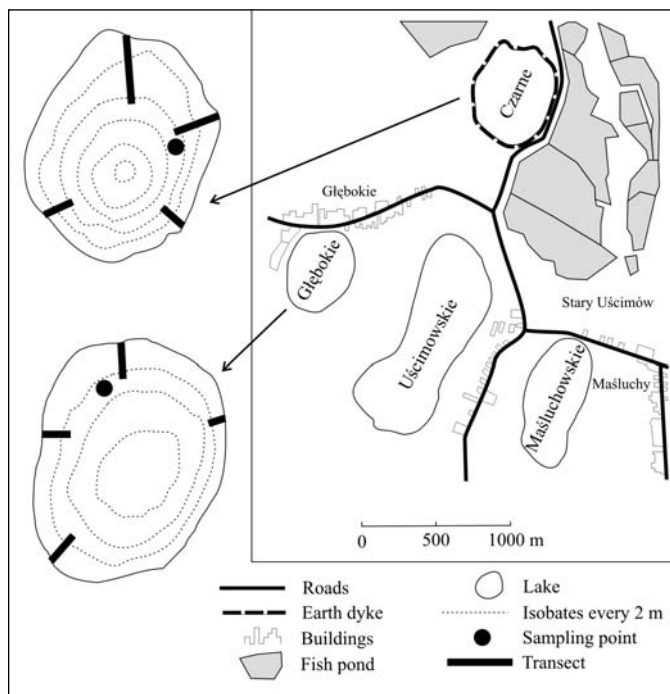 Czarne
Głębokie
Głębokie
Uścimowskie
Stary Uścimów
Maśluchowskie
Maśluchy
0 500 1000 m
Roads
Lake
Earth dyke
Isobates every 2 m
Buildings
Sampling point
Fish pond
Transect